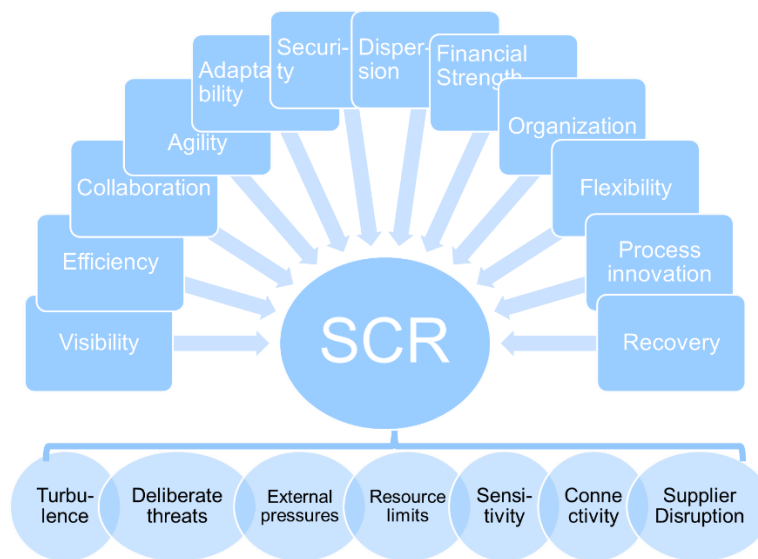 Securi-
ty
Disper-
sion
Financial
Strength
Adapta-
bility
Organization
Agility
Collaboration
Flexibility
Efficiency
Process
innovation
Visibility
SCR
Recovery
Turbu-
lence
Deliberate
threats
External
pressures
Resource
limits
Sensi-
tivity
Conne
ctivity
Supplier
Disruption